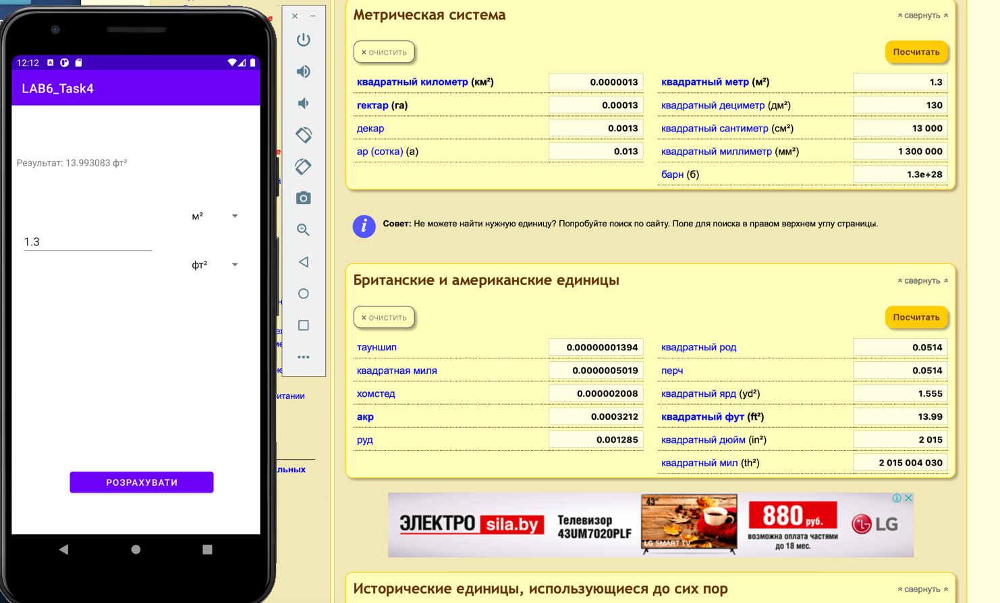 12:12
LAB6_Task4
Результат: 13.993083 фт²
м²
1.3
фт²
РОЗРАХУВАТИ
итании
льных
Метрическая система
свернуть
× очистить
Посчитать
квадратный километр (км²) 0.0000013
квадратный метр (м²) 1.3
гектар (га) 0.00013
квадратный дециметр (дм²) 130
декар 0.0013
квадратный сантиметр (см²) 13 000
ар (сотка) (а) 0.013
квадратный миллиметр (мм²) 1 300 000
барн (б) 1.3e+28
Совет: Не можете найти нужную единицу? Попробуйте поиск по сайту. Поле для поиска в правом верхнем углу страницы.
Британские и американские единицы
свернуть
× очистить
Посчитать
тауншип 0.00000001394
квадратный род 0.0514
квадратная миля 0.0000005019
перч 0.0514
хомстед 0.000002008
квадратный ярд (yd²) 1.555
акр 0.0003212
квадратный фут (ft²) 13.99
руд 0.001285
квадратный дюйм (in²) 2 015
квадратный мил (th²) 2 015 004 030
ЭЛЕКТРО sila.by
Телевизор
43UM7020PLF
43"
LG SMART TV
880 руб.
возможна оплата частями
до 18 мес.
LG
Исторические единицы, использующиеся до сих пор
свернуть